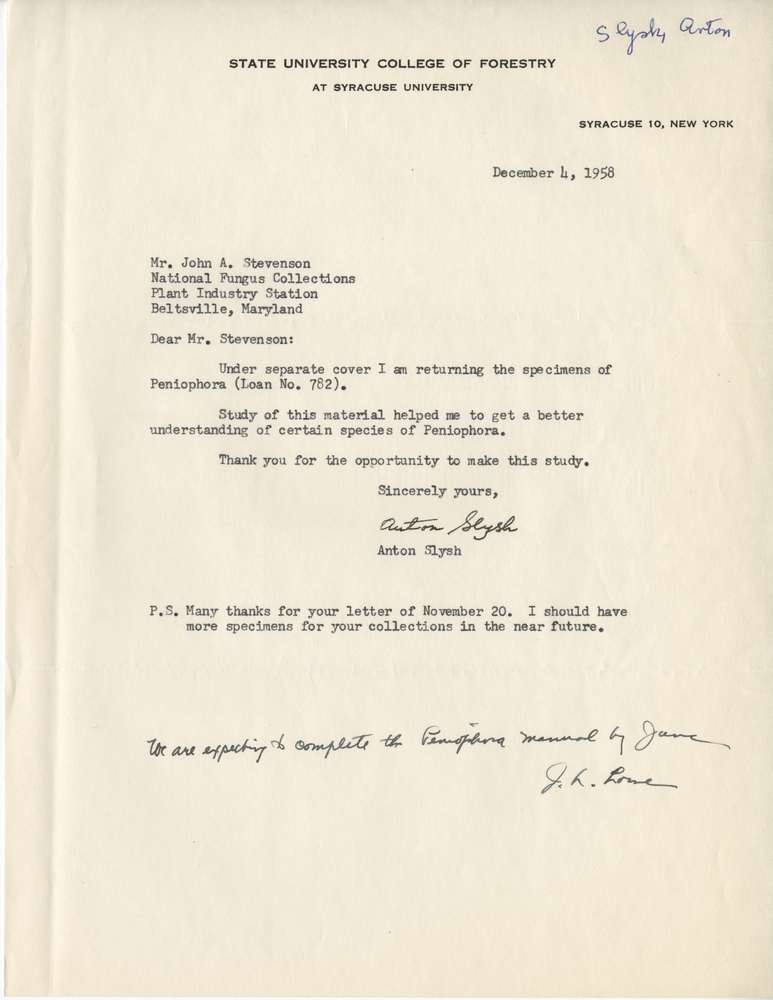 Slysh, Anton
STATE UNIVERSITY COLLEGE OF FORESTRY
AT SYRACUSE UNIVERSITY
SYRACUSE 10, NEW YORK
December 4, 1958
Mr. John A. Stevenson
National Fungus Collections
Plant Industry Station
Beltsville, Maryland
Dear Mr. Stevenson:
Under separate cover I am returning the specimens of
Peniophora (Loan No. 782).
Study of this material helped me to get a better
understanding of certain species of Peniophora.
Thank you for the opportunity to make this study.
Sincerely yours,
Anton Slysh
Anton Slysh
P.S. Many thanks for your letter of November 20. I should have
more specimens for your collections in the near future.
We are expecting to complete the Peniophora manual by June
J. L. Lowe